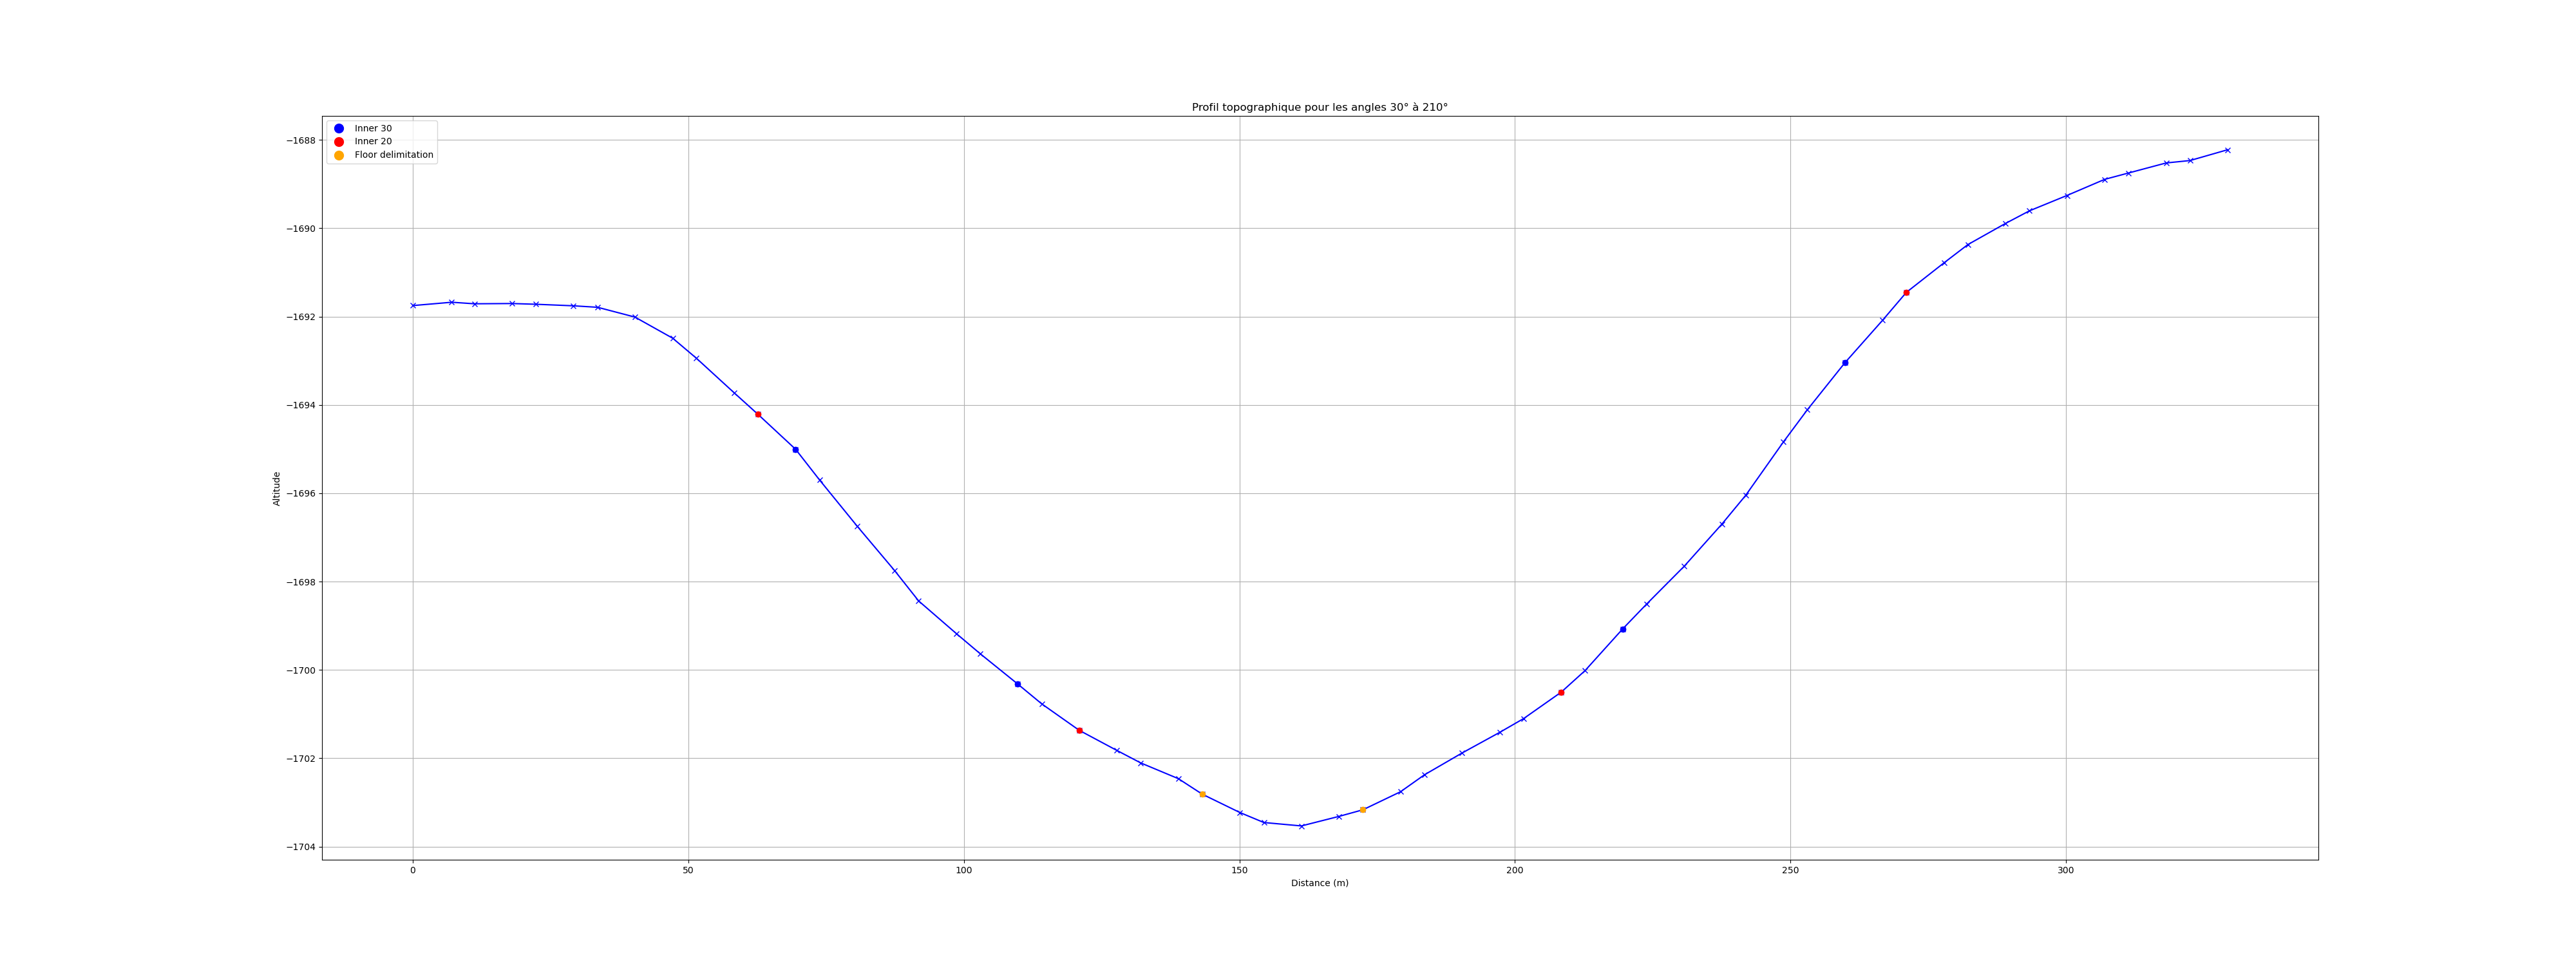 Profil topographique pour les angles 30° à 210°
Inner 30
Inner 20
Floor delimitation
−1688
−1690
−1692
−1694
−1696
−1698
−1700
−1702
−1704
Altitude
0
50
100
150
200
250
300
Distance (m)